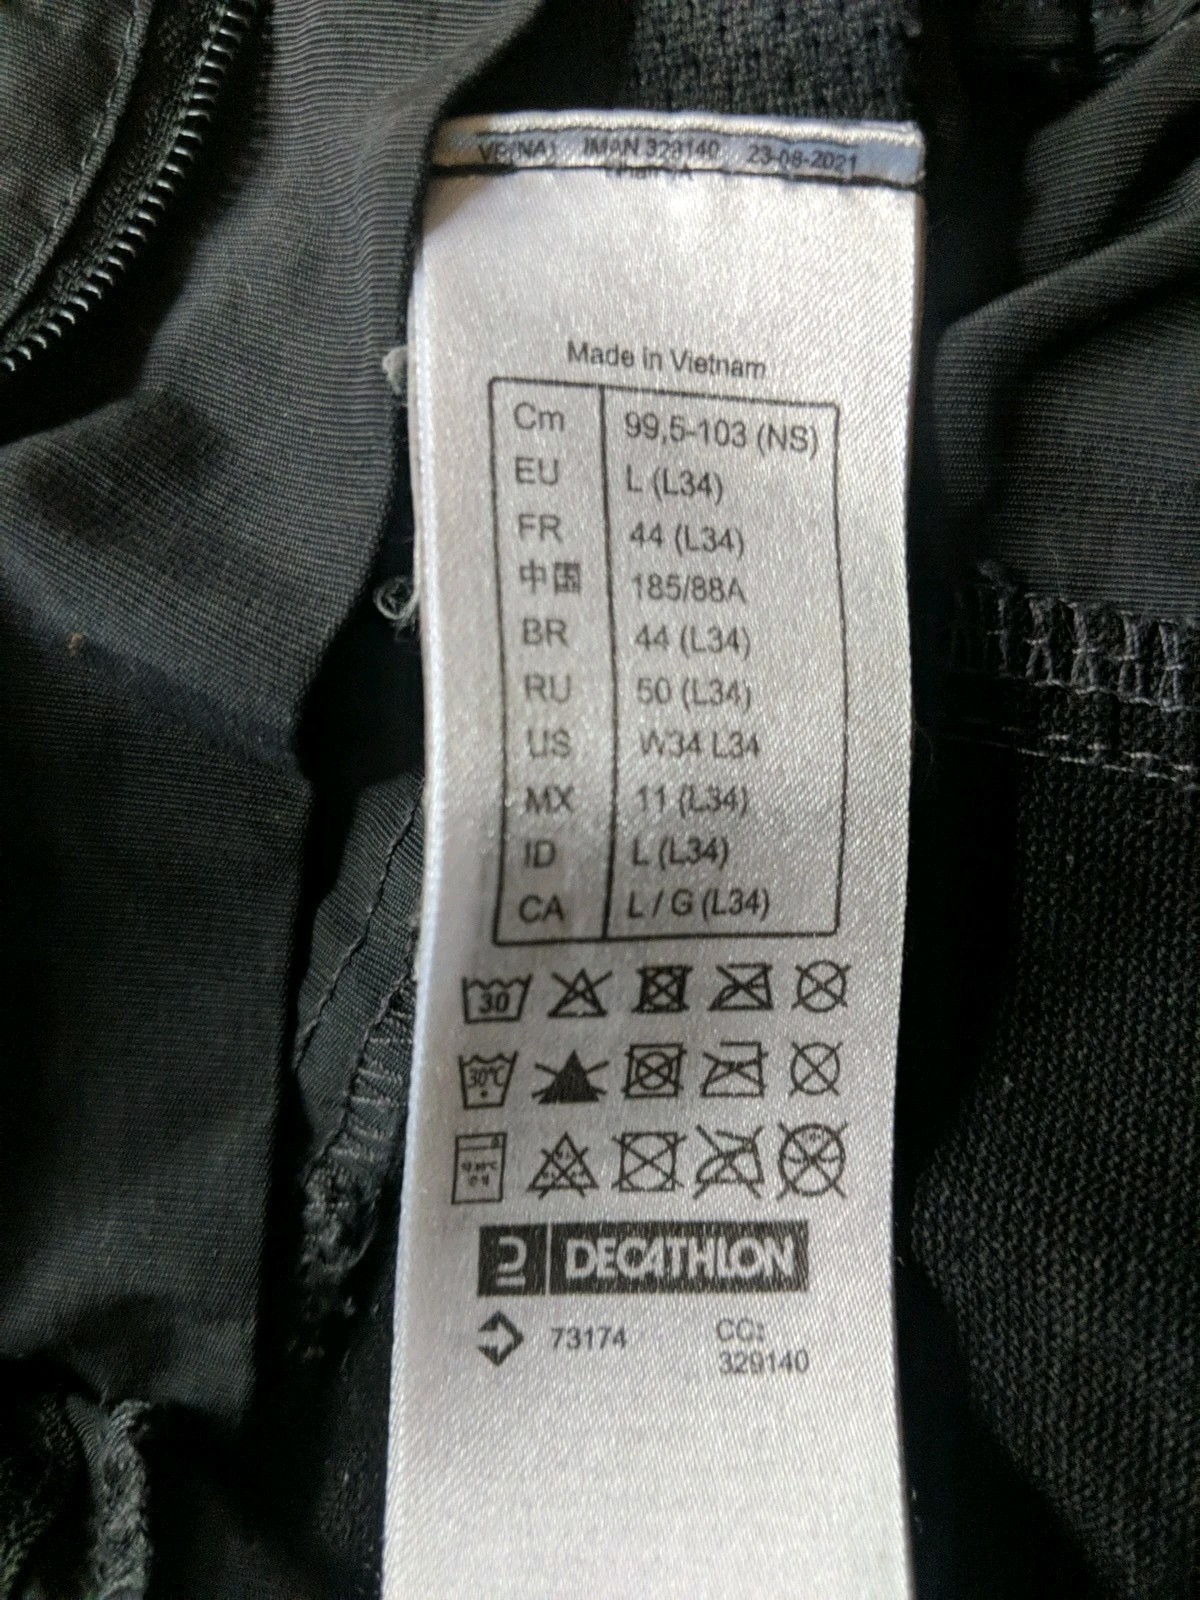 IMAN 329140 23-08-2021
Made in Vietnam
Cm 99,5-103 (NS)
EU L (L34)
FR 44 (L34)
中国 185/88A
BR 44 (L34)
RU 50 (L34)
US W34 L34
MX 11 (L34)
ID L (L34)
CA L / G (L34)
30
30°C
DECATHLON
73174 CC:
329140